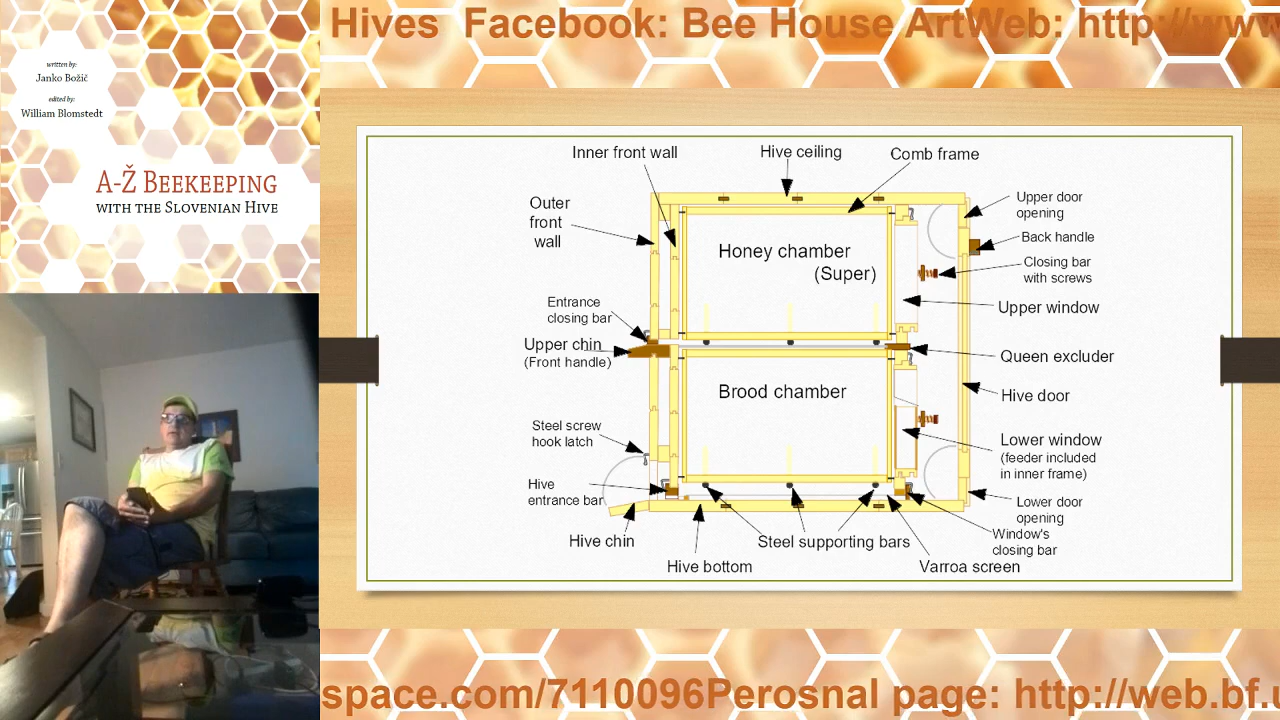 written by:
Janko Božič
edited by:
William Blomstedt
A-Ž BEEKEEPING
WITH THE SLOVENIAN HIVE
Hives Facebook: Bee House ArtWeb: http://www
Inner front wall
Hive ceiling
Comb frame
Outer
front
wall
Upper door
opening
Back handle
Honey chamber
(Super)
Closing bar
with screws
Entrance
closing bar
Upper window
Upper chin
(Front handle)
Queen excluder
Brood chamber
Hive door
Steel screw
hook latch
Lower window
(feeder included
in inner frame)
Hive
entrance bar
Lower door
opening
Hive chin
Steel supporting bars
Window's
closing bar
Hive bottom
Varroa screen
space.com/7110096Perosnal page: http://web.bf.